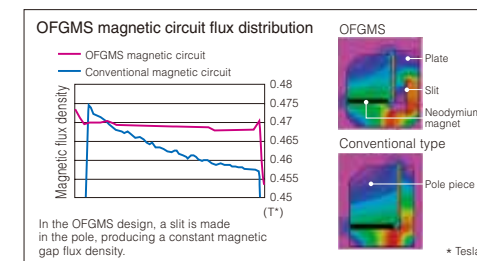 OFGMS magnetic circuit flux distribution
OFGMS magnetic circuit
Conventional magnetic circuit
Magnetic flux density
0.48
0.475
0.47
0.465
0.46
0.455
0.45
(T*)
In the OFGMS design, a slit is made
in the pole, producing a constant magnetic
gap flux density.
OFGMS
Plate
Slit
Neodymium
magnet
Conventional type
Pole piece
* Tesla